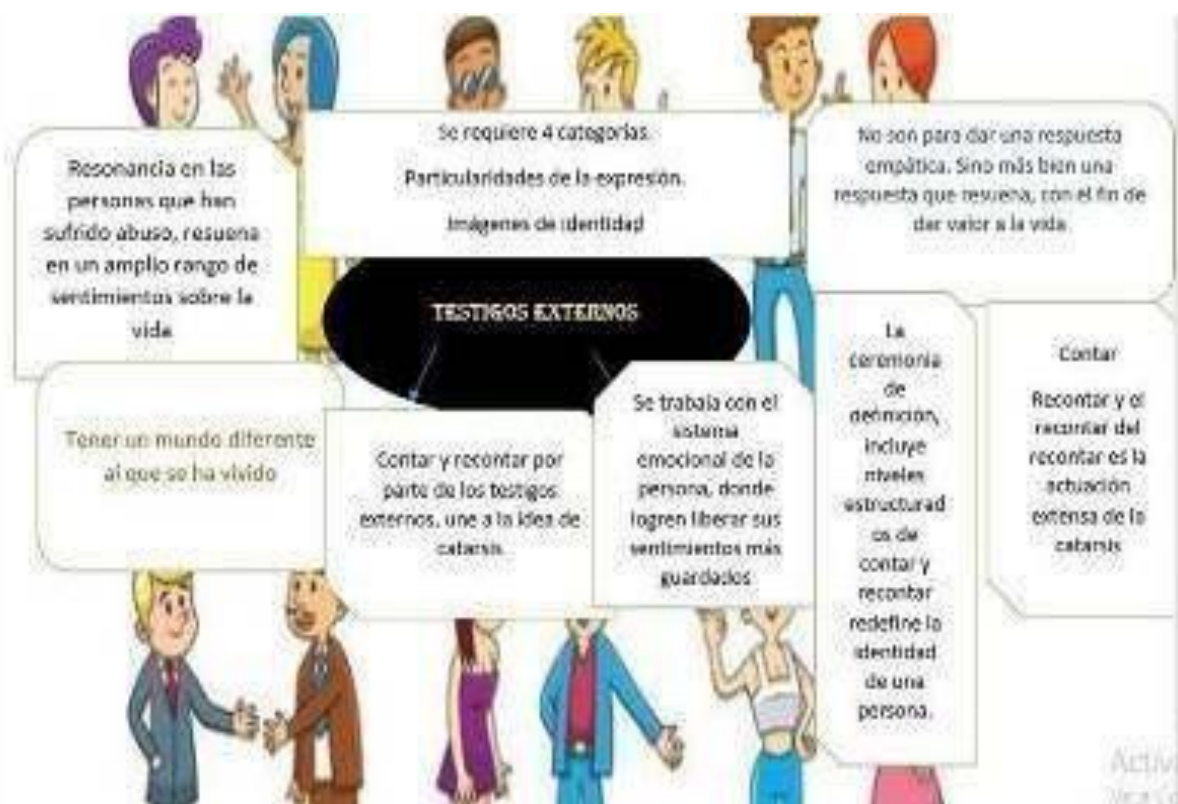 Se requiere 4 categorías.
Particularidades de la expresión.
Imágenes de identidad
No son para dar una respuesta
empática. Sino más bien una
respuesta que resuena, con el fin de
dar valor a la vida
Resonancia en las
personas que han
sufrido abuso, resuena
en un amplio rango de
sentimientos sobre la
vida
TESTIGOS EXTERNOS
Tener un mundo diferente
al que se ha vivido
Contar y recontar por
parte de los testigos
externos, une a la idea de
catarsis
Se trabaja con el
sistema
emocional de la
persona, donde
logren liberar sus
sentimientos más
guardados
La
ceremonia
de
definición,
incluye
niveles
estructurad
os de
contar y
recontar
redefine la
identidad
de una
persona.
Contar
Recontar y el
recontar del
recontar es la
actuación
extensa de la
catarsis